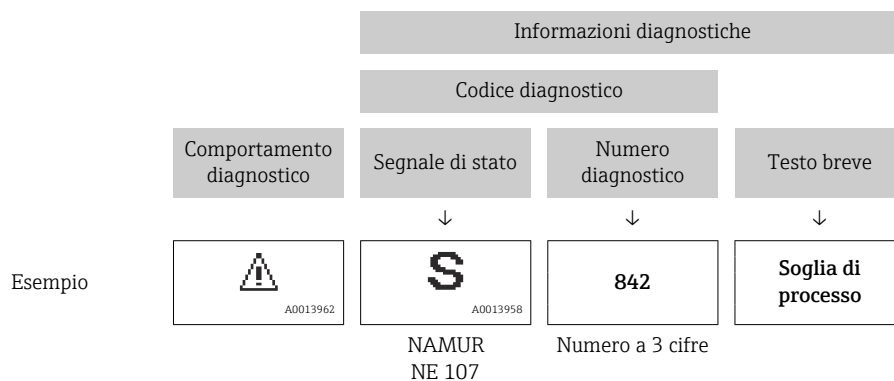 Informazioni diagnostiche
Codice diagnostico
Comportamento
diagnostico
Segnale di stato
Numero
diagnostico
Testo breve
↓ ↓ ↓
Esempio
A0013962
S
A0013958
842
Soglia di
processo
NAMUR
NE 107
Numero a 3 cifre